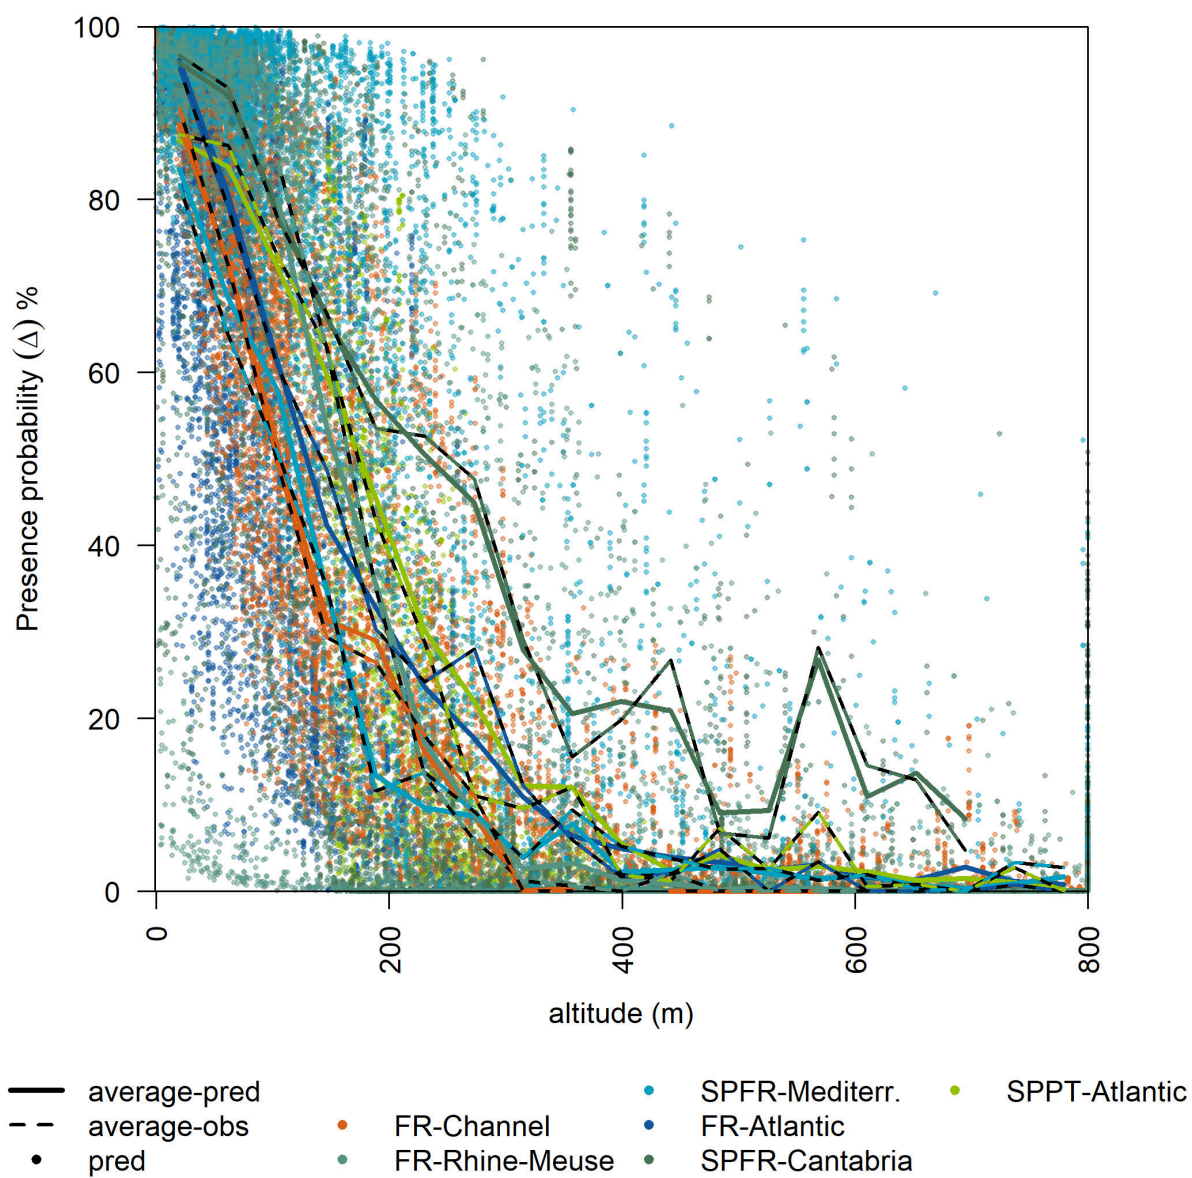 100
80
60
40
20
0
Presence probability (Δ) %
0
200
400
600
800
altitude (m)
average-pred
SPFR-Mediterr.
SPPT-Atlantic
average-obs
FR-Channel
FR-Atlantic
pred
FR-Rhine-Meuse
SPFR-Cantabria